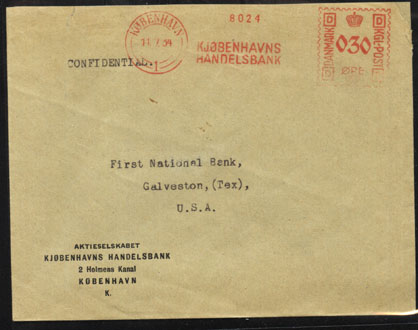 KØBENHAVN
8024
KJØBENHAVNS
HANDELSBANK
1
DANMARK
030
ØRE
KGL POST
CONFIDENTIAL.
First National Bank,
Galveston,(Tex),
U.S.A.
AKTIESELSKABET
KJØBENHAVNS HANDELSBANK
2 Holmens Kanal
KØBENHAVN
K.